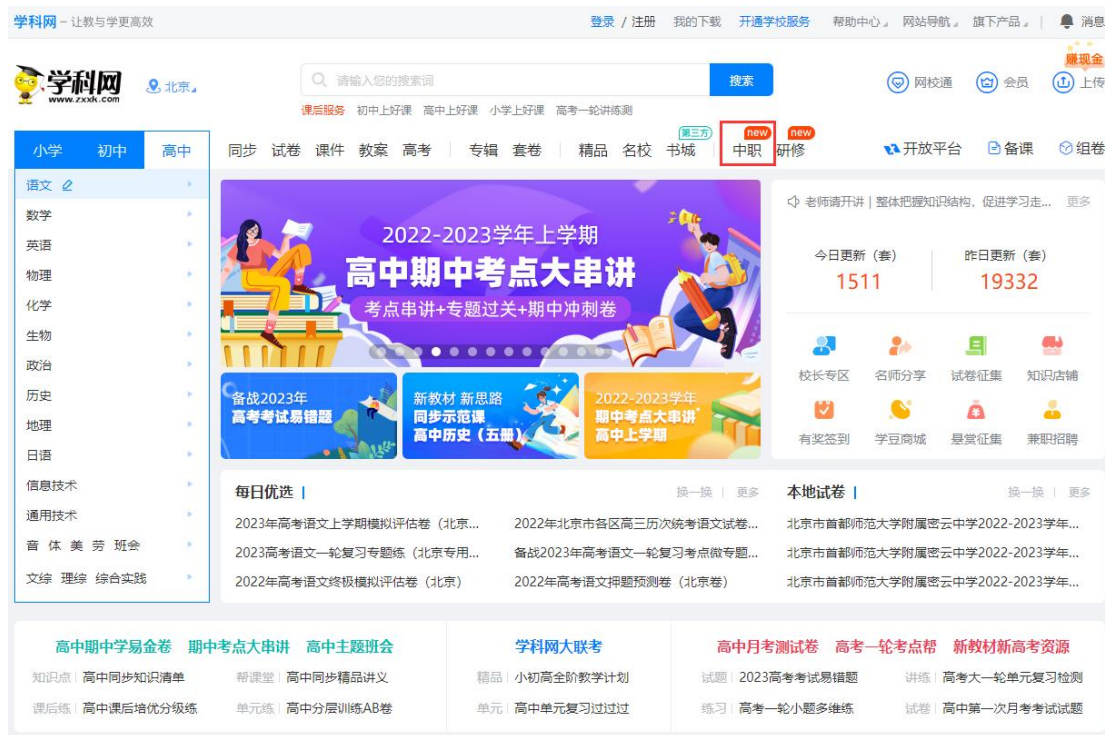 学科网 - 让教与学更高效
登录 / 注册 我的下载 开通学校服务 帮助中心 网站导航 旗下产品 消息
赚现金
学科网
www.zxxk.com
北京
请输入您的搜索词
搜索
网校通 会员 上传
课后服务 初中上好课 高中上好课 小学上好课 高考一轮讲练测
小学 初中 高中
同步 试卷 课件 教案 高考 专辑 套卷 精品 名校 书城 第三方 中职 new 研修 new
开放平台 备课 组卷
语文
数学
英语
物理
化学
生物
政治
历史
地理
日语
信息技术
通用技术
音 体 美 劳 班会
文综 理综 综合实践
2022-2023学年上学期
高中期中考点大串讲
考点串讲+专题过关+期中冲刺卷
备战2023年
高考考试易错题
新教材 新思路
同步示范课
高中历史（五册）
2022-2023学年
期中考点大串讲
高中上学期
老师请开讲 | 整体把握知识结构，促进学习走... 更多
今日更新（套） 昨日更新（套）
1511 19332
校长专区 名师分享 试卷征集 知识店铺
有奖签到 学豆商城 悬赏征集 兼职招聘
每日优选 换一换 更多
2023年高考语文上学期模拟评估卷（北京... 2022年北京市各区高三历次统考语文试卷...
2023高考语文一轮复习专题练（北京专用... 备战2023年高考语文一轮复习考点微专题...
2022年高考语文终极模拟评估卷（北京） 2022年高考语文押题预测卷（北京卷）
本地试卷 换一换 更多
北京市首都师范大学附属密云中学2022-2023学年...
北京市首都师范大学附属密云中学2022-2023学年...
北京市首都师范大学附属密云中学2022-2023学年...
高中期中学易金卷 期中考点大串讲 高中主题班会
知识点 高中同步知识清单 帮课堂 高中同步精品讲义
课后练 高中课后培优分级练 单元练 高中分层训练AB卷
学科网大联考
精品 小初高全阶教学计划
单元 高中单元复习过过过
高中月考测试卷 高考一轮考点帮 新教材新高考资源
试题 2023高考考试易错题 讲练 高考大一轮单元复习检测
练习 高考一轮小题多维练 试卷 高中第一次月考考试试题